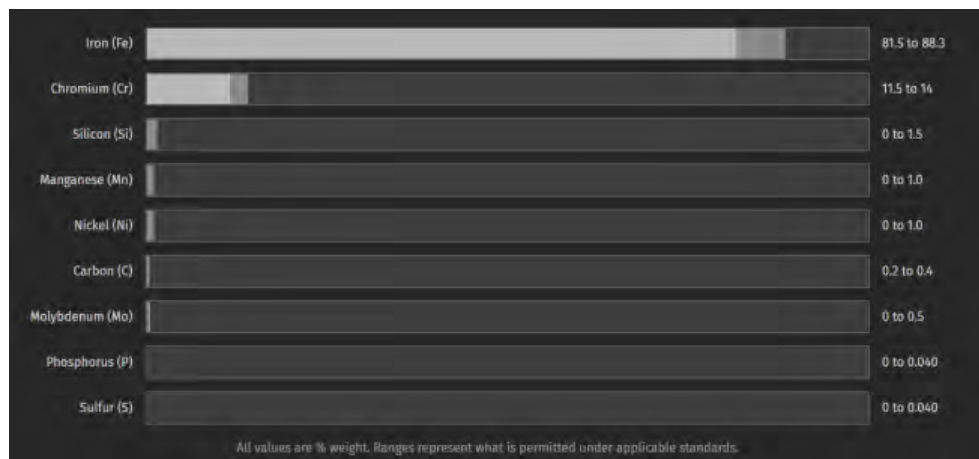 Iron (Fe) 81.5 to 88.3
Chromium (Cr) 11.5 to 14
Silicon (Si) 0 to 1.5
Manganese (Mn) 0 to 1.0
Nickel (Ni) 0 to 1.0
Carbon (C) 0.2 to 0.4
Molybdenum (Mo) 0 to 0.5
Phosphorus (P) 0 to 0.040
Sulfur (S) 0 to 0.040
All values are % weight. Ranges represent what is permitted under applicable standards.